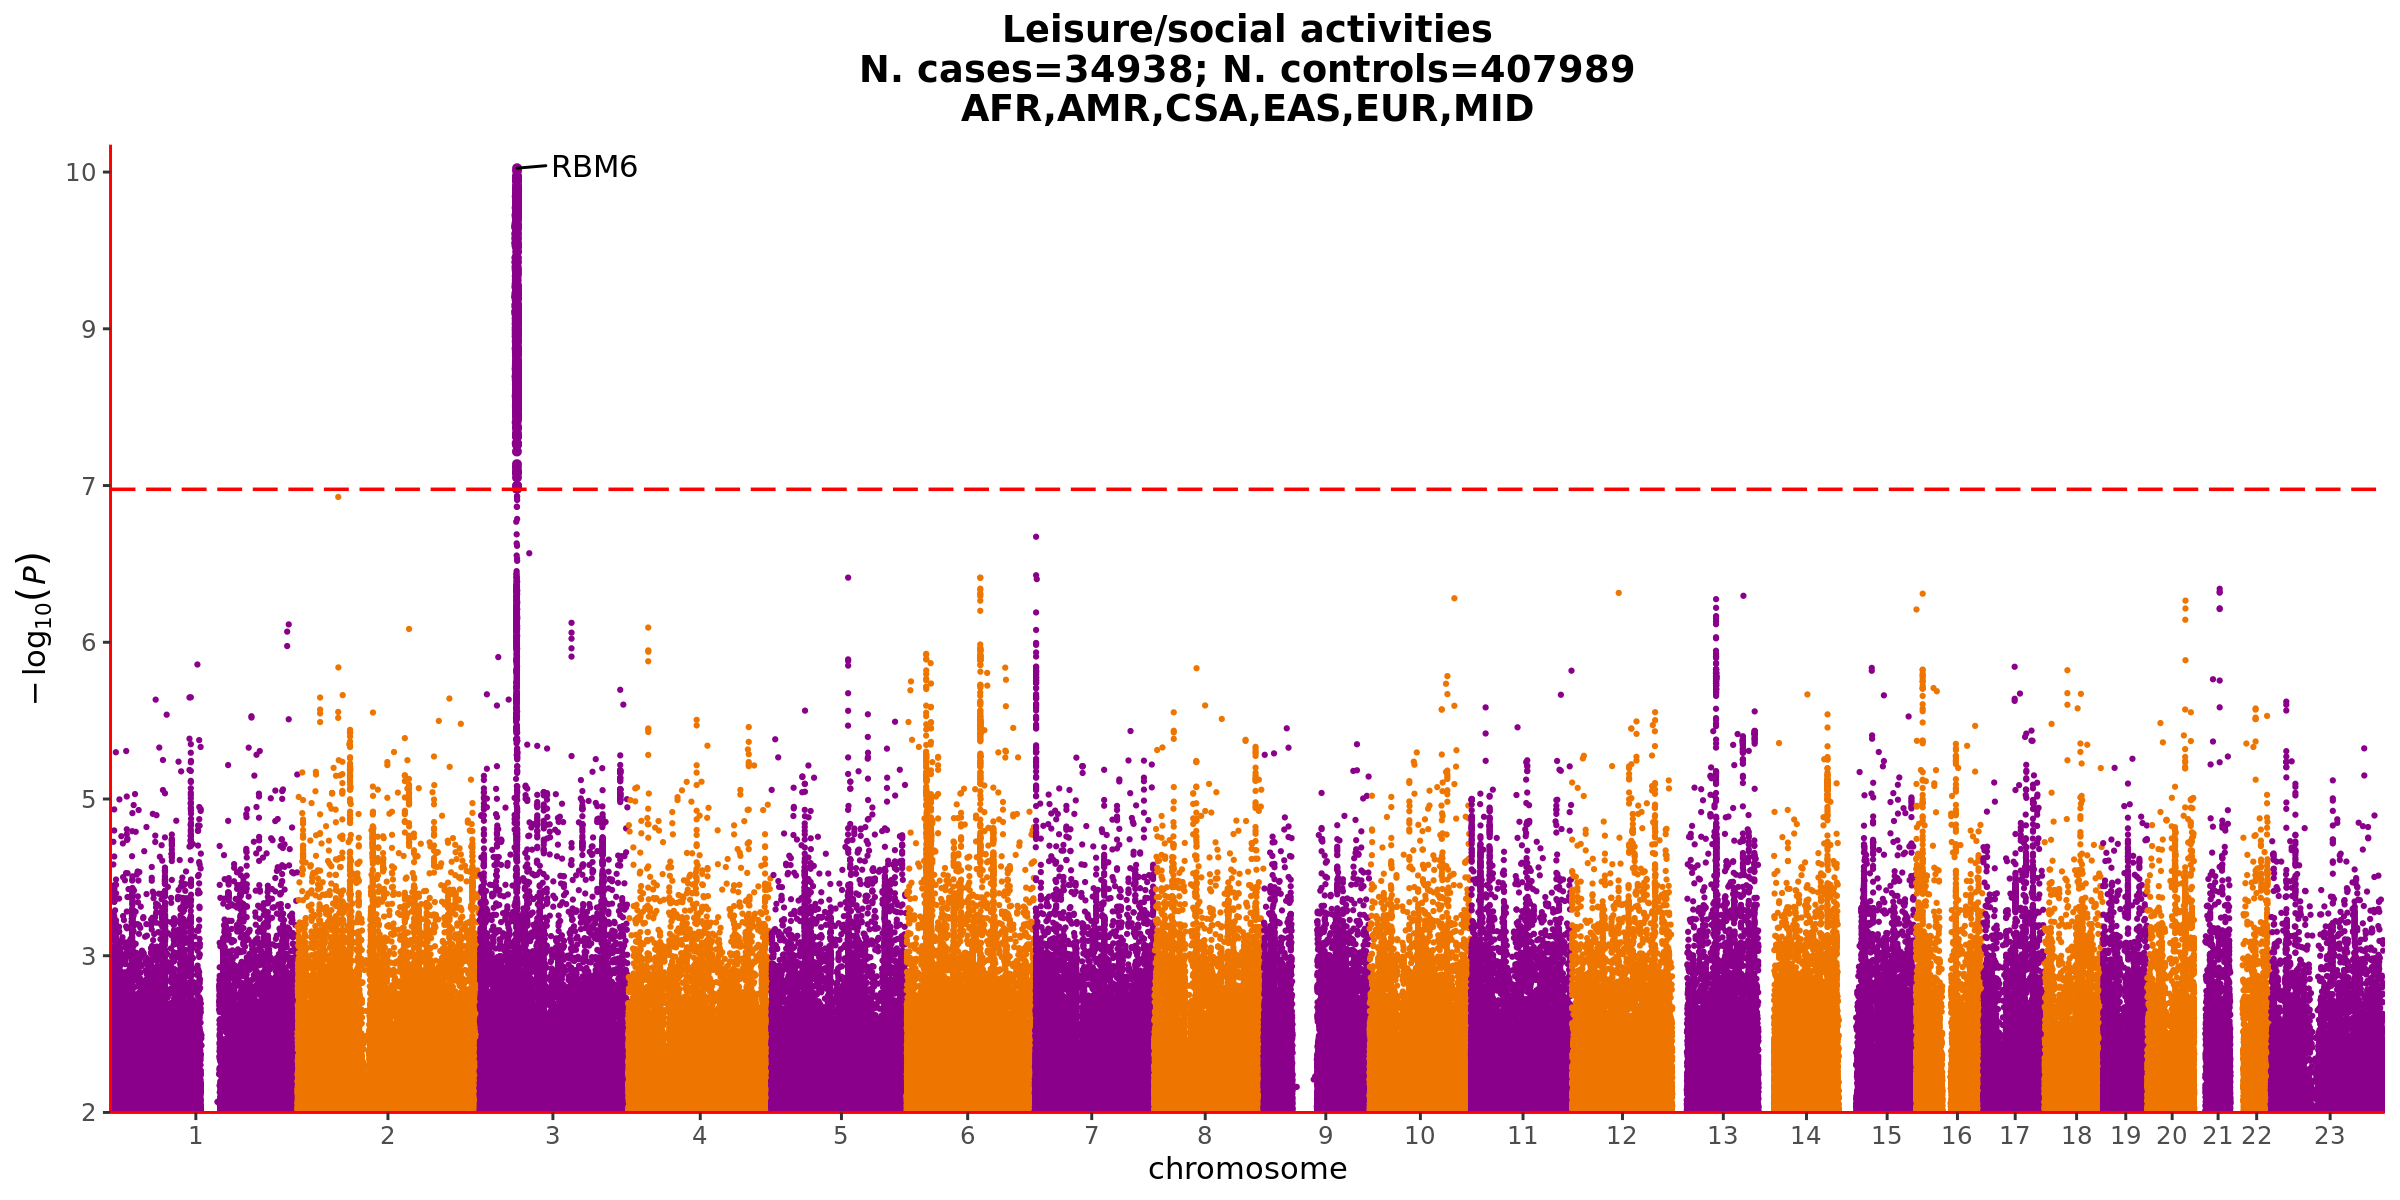 Leisure/social activities
N. cases=34938; N. controls=407989
AFR,AMR,CSA,EAS,EUR,MID
RBM6
10
9
7
6
5
3
2
−log10(P)
1 2 3 4 5 6 7 8 9 10 11 12 13 14 15 16 17 18 19 20 21 22 23
chromosome